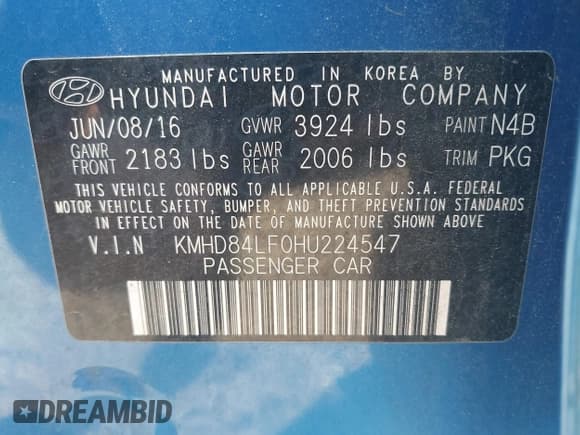 MANUFACTURED IN KOREA BY
HYUNDAI MOTOR COMPANY
JUN/08/16 GVWR 3924 lbs PAINT N4B
GAWR FRONT 2183 lbs GAWR REAR 2006 lbs TRIM PKG
THIS VEHICLE CONFORMS TO ALL APPLICABLE U.S.A. FEDERAL
MOTOR VEHICLE SAFETY, BUMPER, AND THEFT PREVENTION STANDARDS
IN EFFECT ON THE DATE OF MANUFACTURE SHOWN ABOVE
V.I.N KMHD84LF0HU224547
PASSENGER CAR
DREAMBID